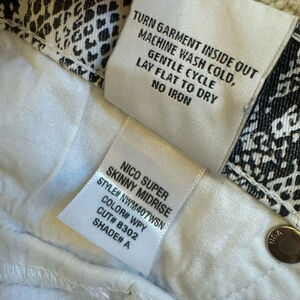 TURN GARMENT INSIDE OUT
MACHINE WASH COLD,
GENTLE CYCLE
LAY FLAT TO DRY
NO IRON
NICO SUPER
SKINNY MIDRISE
STYLE# NWM407WSN
COLOR# WPY
CUT# 8302
SHADE# A